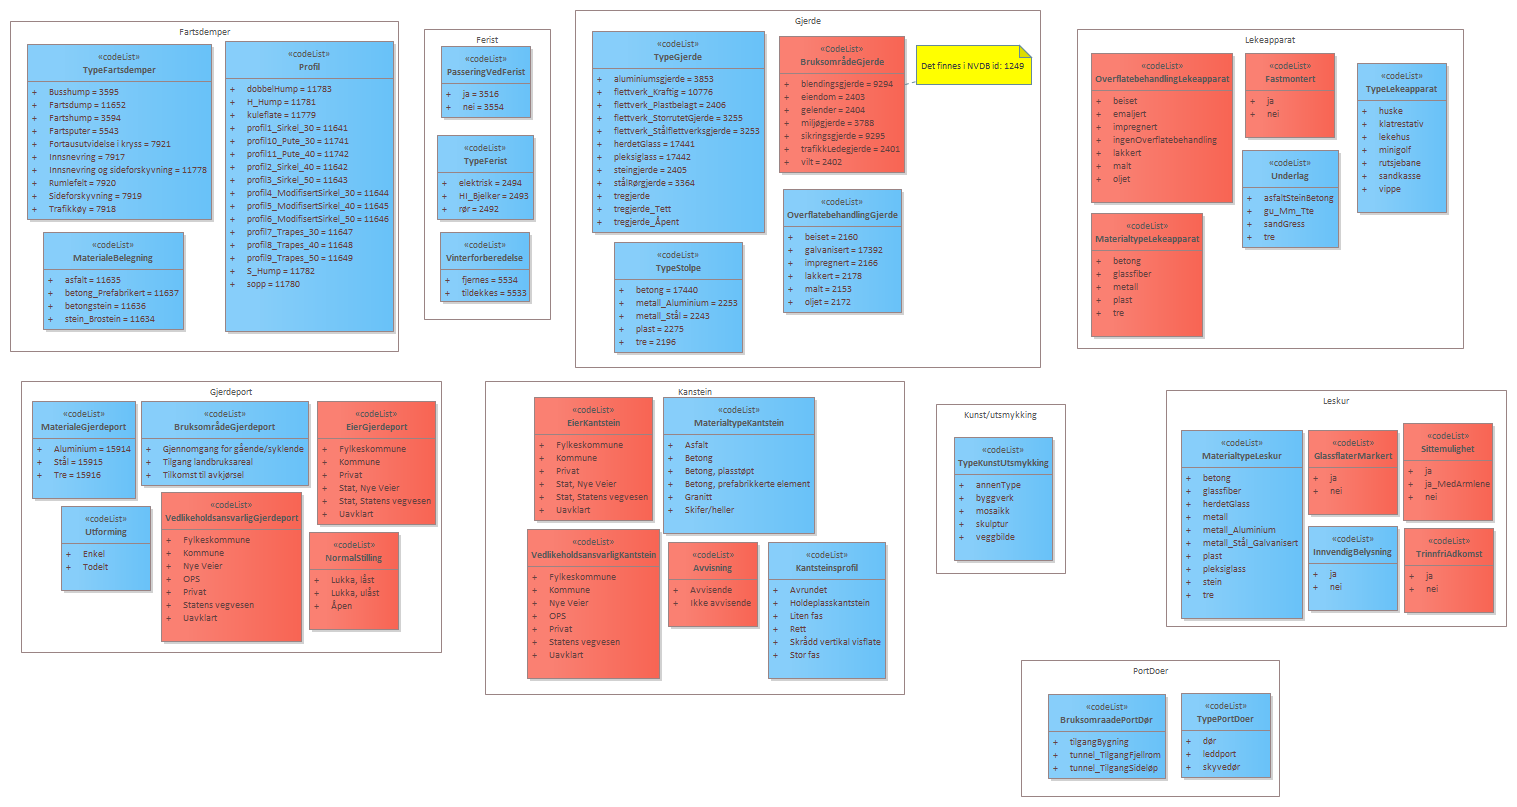 Fartsdemper
«codeList»
TypeFartsdemper
+ Busshump = 3595
+ Fartsdump = 11652
+ Fartshump = 3594
+ Fartsputer = 5543
+ Fortausutvidelse i kryss = 7921
+ Innsnevring = 7917
+ Innsnevring og sideforskyvning = 11778
+ Rumlefelt = 7920
+ Sideforskyvning = 7919
+ Trafikkøy = 7918
«codeList»
Profil
+ dobbelHump = 11783
+ H_Hump = 11781
+ kuleflate = 11779
+ profil1_Sirkel_30 = 11641
+ profil10_Pute_30 = 11741
+ profil11_Pute_40 = 11742
+ profil2_Sirkel_40 = 11642
+ profil3_Sirkel_50 = 11643
+ profil4_ModifisertSirkel_30 = 11644
+ profil5_ModifisertSirkel_40 = 11645
+ profil6_ModifisertSirkel_50 = 11646
+ profil7_Trapes_30 = 11647
+ profil8_Trapes_40 = 11648
+ profil9_Trapes_50 = 11649
+ S_Hump = 11782
+ sopp = 11780
«codeList»
MaterialeBelegning
+ asfalt = 11635
+ betong_Prefabrikert = 11637
+ betongstein = 11636
+ stein_Brostein = 11634
Ferist
«codeList»
PasseringVedFerist
+ ja = 3516
+ nei = 3554
«codeList»
TypeFerist
+ elektrisk = 2494
+ HI_Bjelker = 2493
+ rør = 2492
«codeList»
Vinterforberedelse
+ fjernes = 5534
+ tildekkes = 5533
Gjerde
«codeList»
TypeGjerde
+ aluminiumsgjerde = 3853
+ flettverk_Kraftig = 10776
+ flettverk_Plastbelagt = 2406
+ flettverk_StorrutetGjerde = 3255
+ flettverk_Stålflettverksgjerde = 3253
+ herdetGlass = 17441
+ pleksiglass = 17442
+ steingjerde = 2405
+ stålRørgjerde = 3364
+ tregjerde
+ tregjerde_Tett
+ tregjerde_Åpent
«CodeList»
BruksområdeGjerde
+ blendingsgjerde = 9294
+ eiendom = 2403
+ gelender = 2404
+ miljøgjerde = 3788
+ sikringsgjerde = 9295
+ trafikkLedegjerde = 2401
+ vilt = 2402
Det finnes i NVDB id: 1249
«codeList»
OverflatebehandlingGjerde
+ beiset = 2160
+ galvanisert = 17392
+ impregnert = 2166
+ lakkert = 2178
+ malt = 2153
+ oljet = 2172
«codeList»
TypeStolpe
+ betong = 17440
+ metall_Aluminium = 2253
+ metall_Stål = 2243
+ plast = 2275
+ tre = 2196
Lekeapparat
«codeList»
OverflatebehandlingLekeapparat
+ beiset
+ emaljert
+ impregnert
+ ingenOverflatebehandling
+ lakkert
+ malt
+ oljet
«codeList»
Fastmontert
+ ja
+ nei
«codeList»
TypeLekeapparat
+ huske
+ klatrestativ
+ lekehus
+ minigolf
+ rutsjebane
+ sandkasse
+ vippe
«codeList»
Underlag
+ asfaltSteinBetong
+ gu_Mm_Tte
+ sandGress
+ tre
«codeList»
MaterialtypeLekeapparat
+ betong
+ glassfiber
+ metall
+ plast
+ tre
Gjerdeport
«codeList»
MaterialeGjerdeport
+ Aluminium = 15914
+ Stål = 15915
+ Tre = 15916
«codeList»
BruksområdeGjerdeport
+ Gjennomgang for gående/syklende
+ Tilgang landbruksareal
+ Tilkomst til avkjørsel
«codeList»
EierGjerdeport
+ Fylkeskommune
+ Kommune
+ Privat
+ Stat, Nye Veier
+ Stat, Statens vegvesen
+ Uavklart
«codeList»
Utforming
+ Enkel
+ Todelt
«codeList»
VedlikeholdsansvarligGjerdeport
+ Fylkeskommune
+ Kommune
+ Nye Veier
+ OPS
+ Privat
+ Statens vegvesen
+ Uavklart
«codeList»
NormalStilling
+ Lukka, låst
+ Lukka, ulåst
+ Åpen
Kanstein
«codeList»
EierKantstein
+ Fylkeskommune
+ Kommune
+ Privat
+ Stat, Nye Veier
+ Stat, Statens vegvesen
+ Uavklart
«codeList»
MaterialtypeKantstein
+ Asfalt
+ Betong
+ Betong, plasstøpt
+ Betong, prefabrikkerte element
+ Granitt
+ Skifer/heller
«codeList»
VedlikeholdsansvarligKantstein
+ Fylkeskommune
+ Kommune
+ Nye Veier
+ OPS
+ Privat
+ Statens vegvesen
+ Uavklart
«codeList»
Avvisning
+ Avvisende
+ Ikke avvisende
«codeList»
Kantsteinsprofil
+ Avrundet
+ Holdeplasskantstein
+ Liten fas
+ Rett
+ Skrådd vertikal visflate
+ Stor fas
Kunst/utsmykking
«codeList»
TypeKunstUtsmykking
+ annenType
+ byggverk
+ mosaikk
+ skulptur
+ veggbilde
Leskur
«codeList»
MaterialtypeLeskur
+ betong
+ glassfiber
+ herdetGlass
+ metall
+ metall_Aluminium
+ metall_Stål_Galvanisert
+ plast
+ pleksiglass
+ stein
+ tre
«codeList»
GlassflaterMarkert
+ ja
+ nei
«codeList»
Sittemulighet
+ ja
+ ja_MedArmlene
+ nei
«codeList»
InnvendigBelysning
+ ja
+ nei
«codeList»
TrinnfriAdkomst
+ ja
+ nei
PortDoer
«codeList»
BruksomraadePortDør
+ tilgangBygning
+ tunnel_TilgangFjellrom
+ tunnel_TilgangSideløp
«codeList»
TypePortDoer
+ dør
+ leddport
+ skyvedør